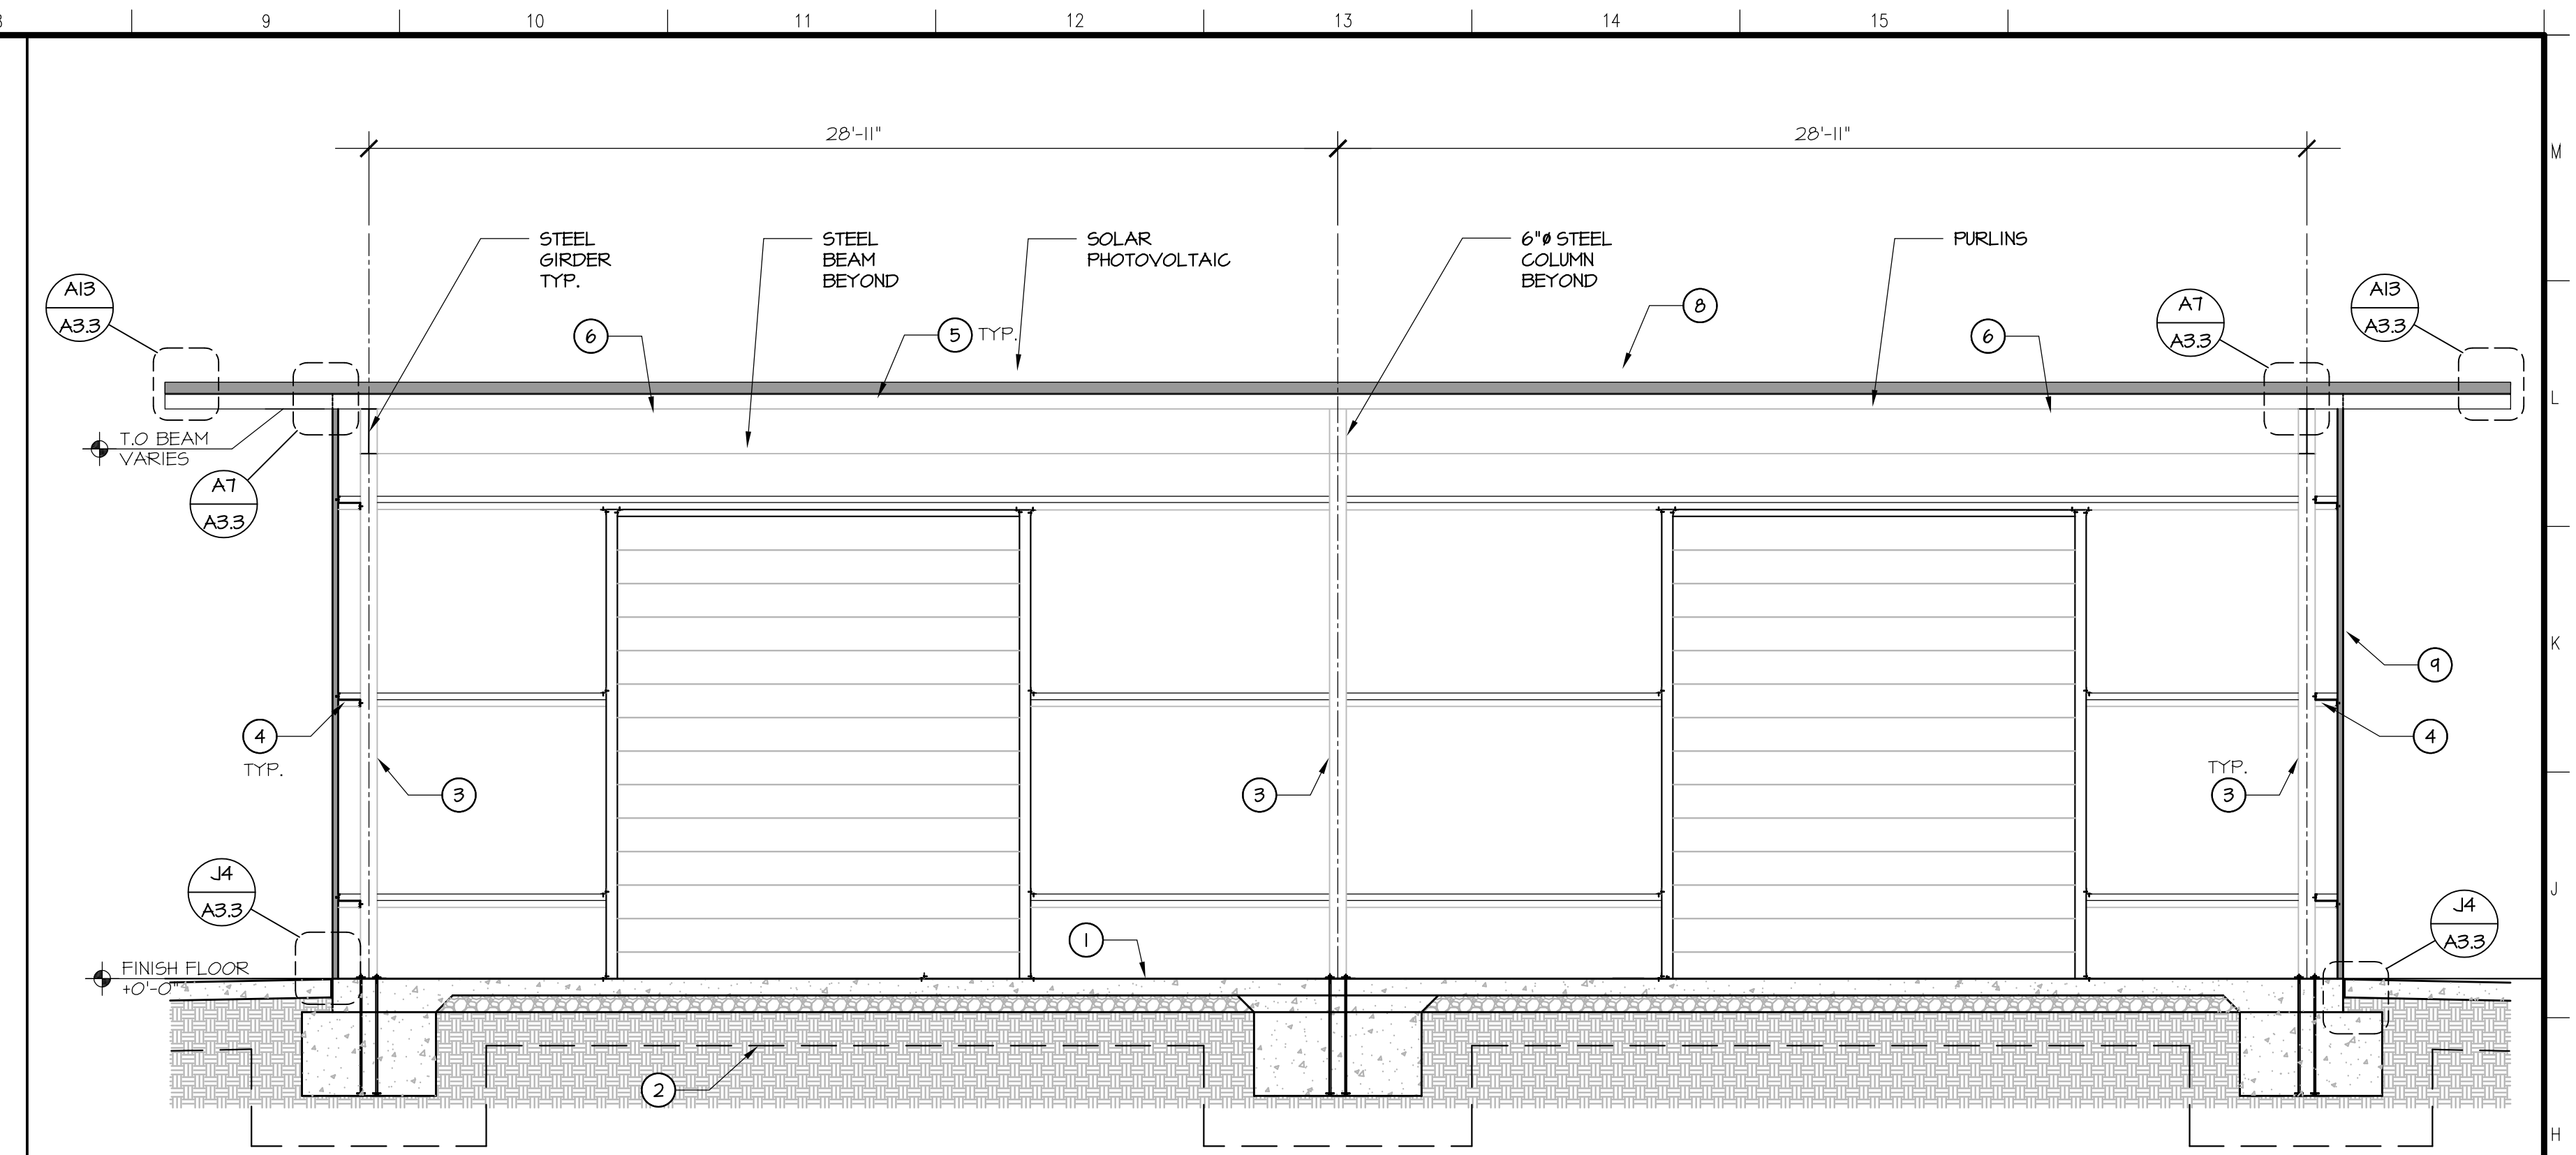 9 10 11 12 13 14 15
28'-11" 28'-11"
M
STEEL
GIRDER
TYP.
STEEL
BEAM
BEYOND
SOLAR
PHOTOVOLTAIC
6"Ø STEEL
COLUMN
BEYOND
PURLINS
A13
A3.3
6
5 TYP.
8
6
A7
A3.3
A13
A3.3
L
T.O BEAM
VARIES
A7
A3.3
K
9
4
TYP.
4
3
3
TYP.
3
J4
A3.3
J
1
J4
A3.3
FINISH FLOOR
+0'-0"
2
H